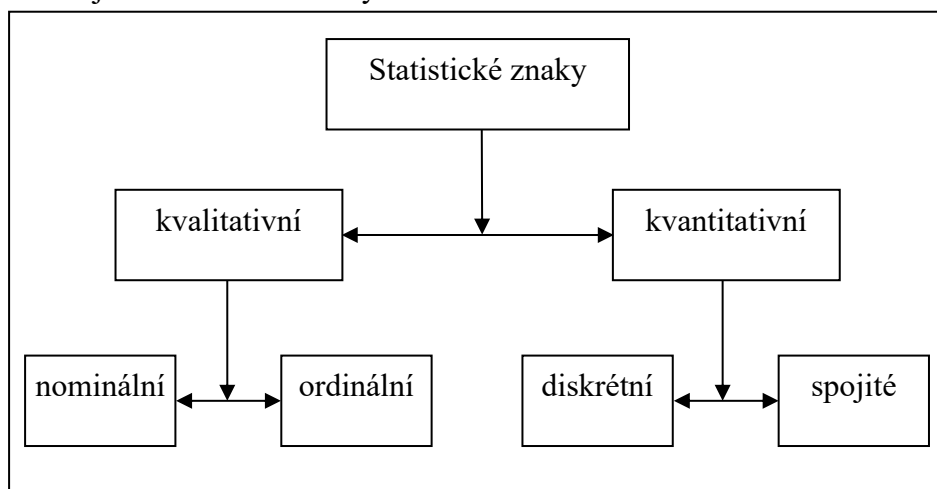 Statistické znaky
kvalitativní
kvantitativní
nominální
ordinální
diskrétní
spojité